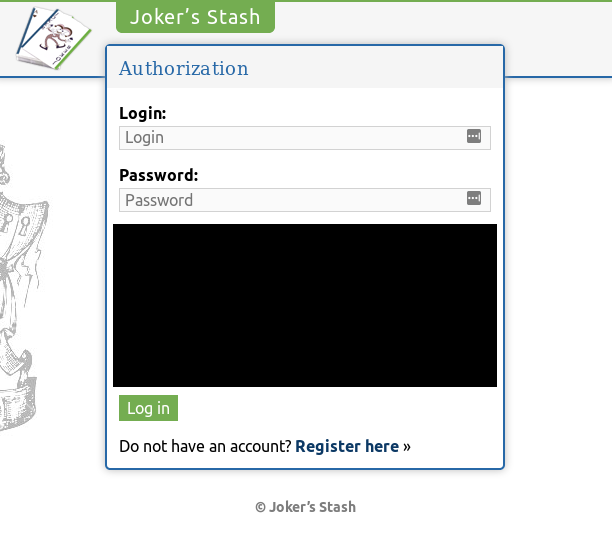 Joker’s Stash
Authorization
Login:
Login
Password:
Password
Log in
Do not have an account? Register here »
© Joker’s Stash